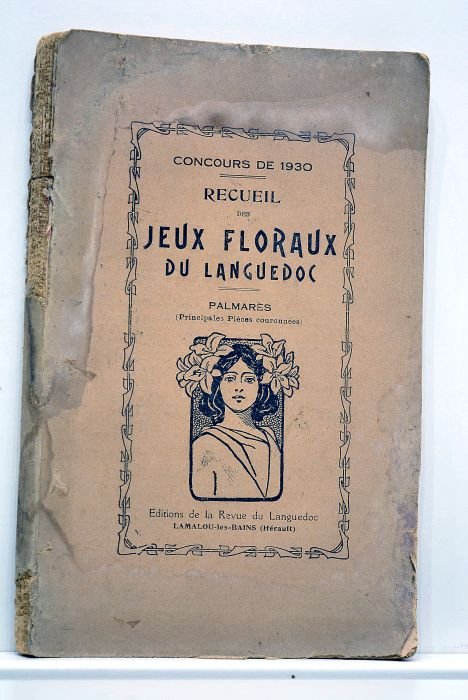 CONCOURS DE 1930
RECUEIL
DES
JEUX FLORAUX
DU LANGUEDOC
PALMARÈS
(Principales Pièces couronnées)
Editions de la Revue du Languedoc
LAMALOU-les-BAINS (Hérault)